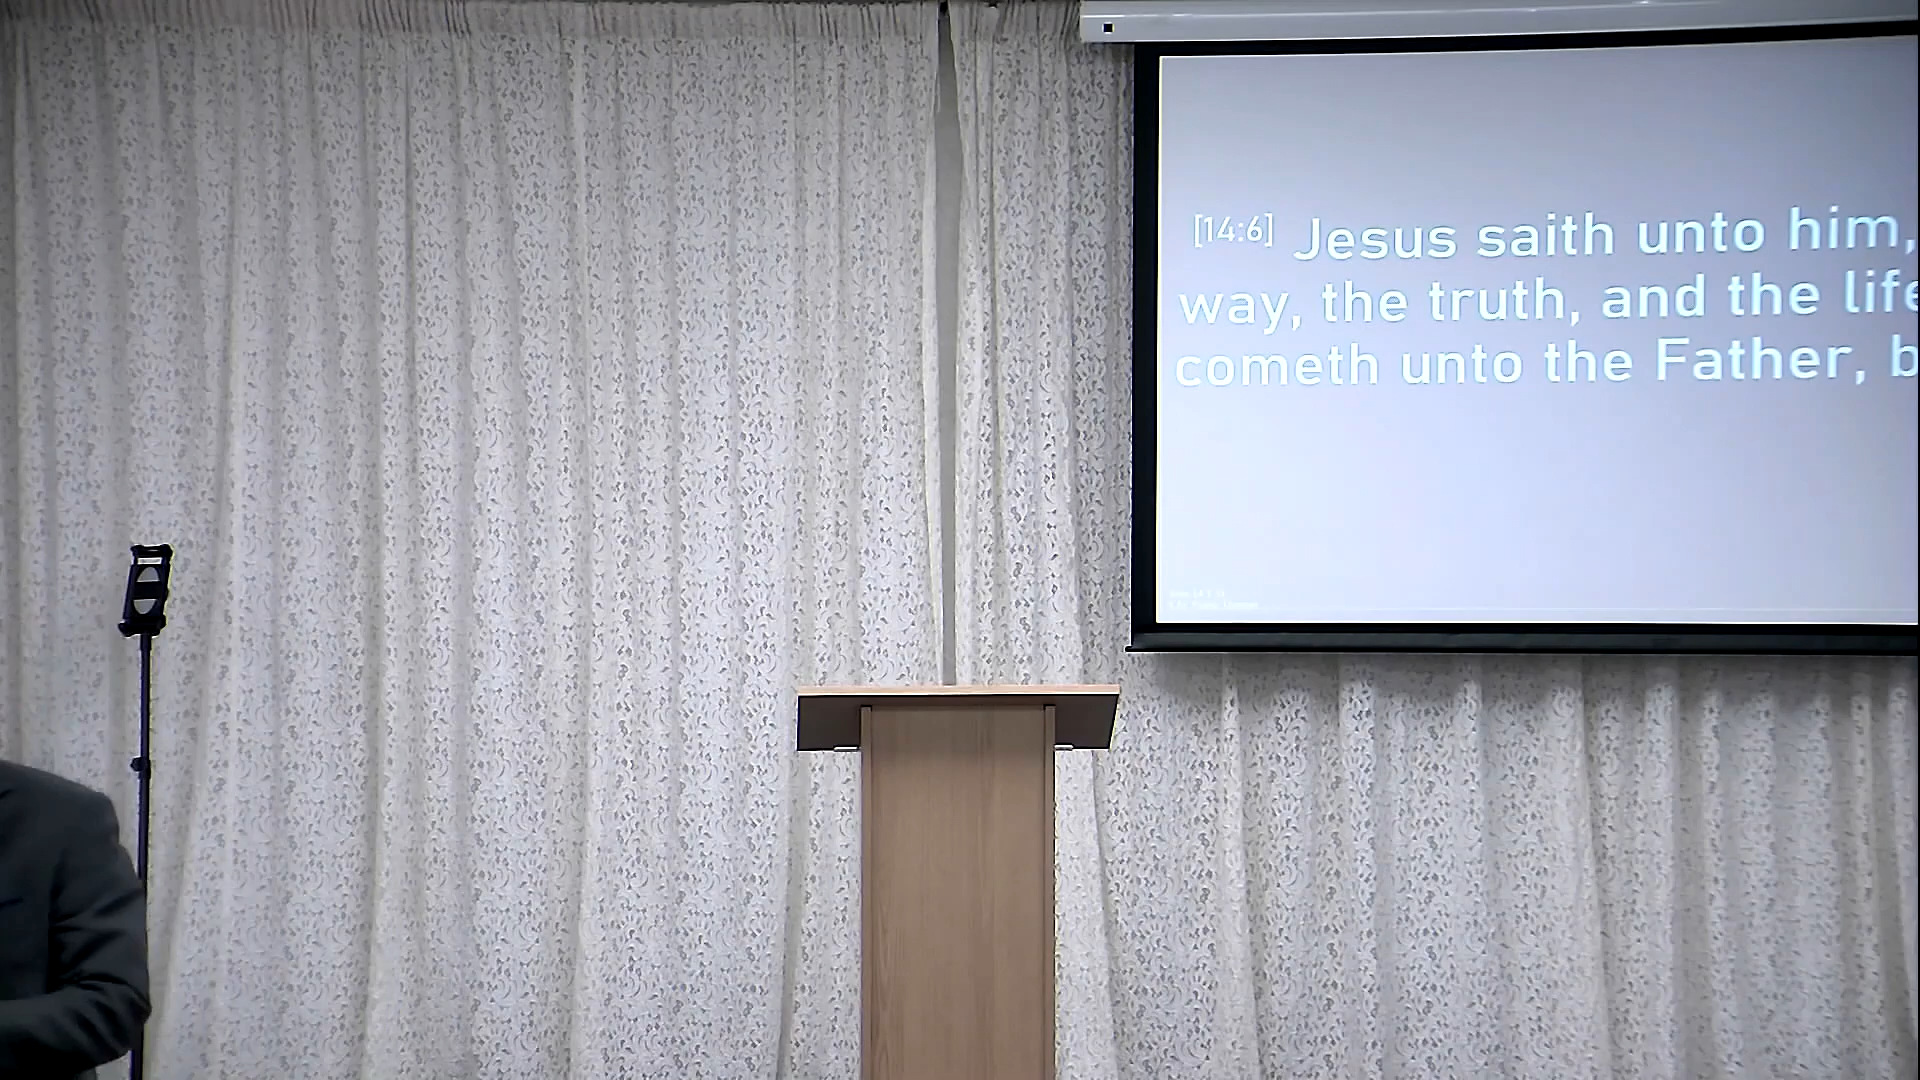 [14:6] Jesus saith unto him,
way, the truth, and the life
cometh unto the Father, b